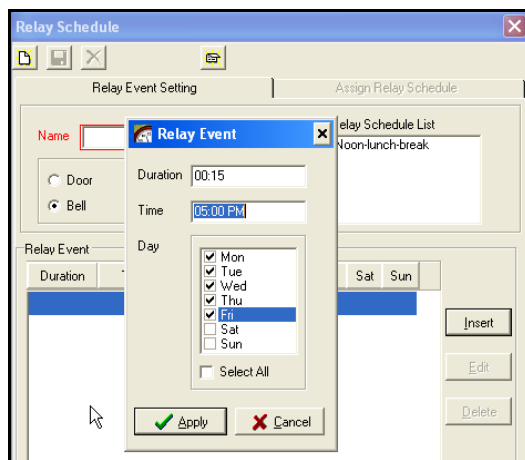 Relay Schedule
Relay Event Setting
Assign Relay Schedule
Name
elay Schedule List
Noon-lunch-break
Door
Bell
Relay Event
Duration
Sat Sun
Insert
Edit
Delete
Relay Event
Duration 00:15
Time 05:00 PM
Day
Mon
Tue
Wed
Thu
Fri
Sat
Sun
Select All
Apply
Cancel